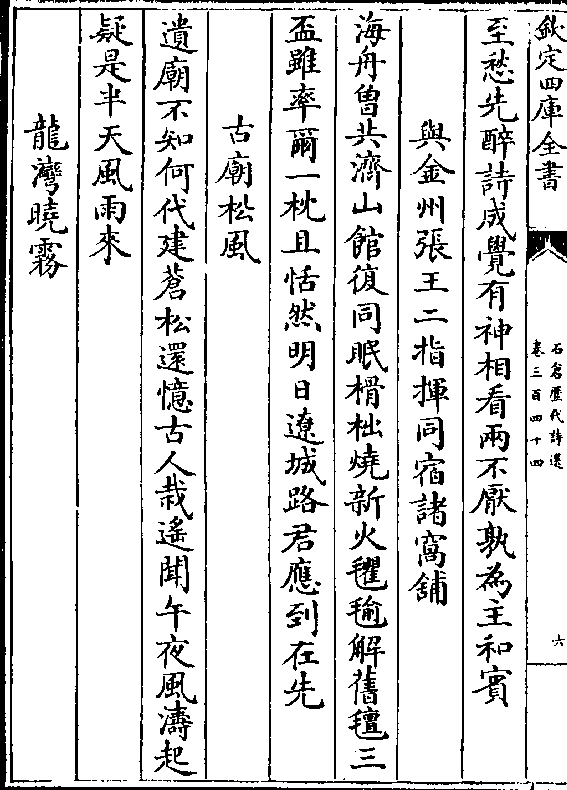 欽定四庫全書
石倉歷代詩選
卷三百四十四
六
至愁先醉詩成覺有神相看兩不厭孰為主和賓
與金州張王二指揮同宿諸窩舖
海舟曽共濟山館復同眠榾柮燒新火氍毹解舊氊三
盃雖率爾一枕且恬然明日遼城路君應到在先
古廟松風
遺廟不知何代建蒼松還憶古人栽遙聞午夜風濤起
疑是半天風雨來
龍灣曉霧